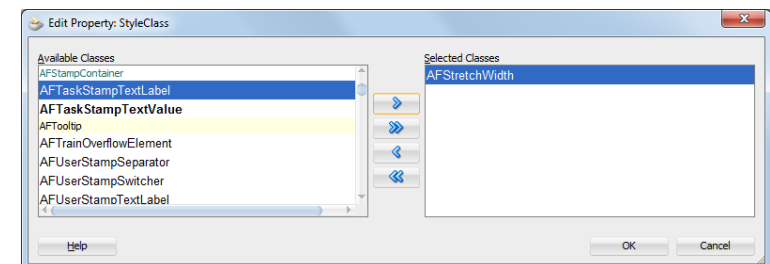 Edit Property: StyleClass
Available Classes
AFStampContainer
AFTaskStampTextLabel
AFTaskStampTextValue
AFTooltip
AFTrainOverflowElement
AFUserStampSeparator
AFUserStampSwitcher
AFUserStampTextLabel
Selected Classes
AFStretchWidth
Help
OK
Cancel